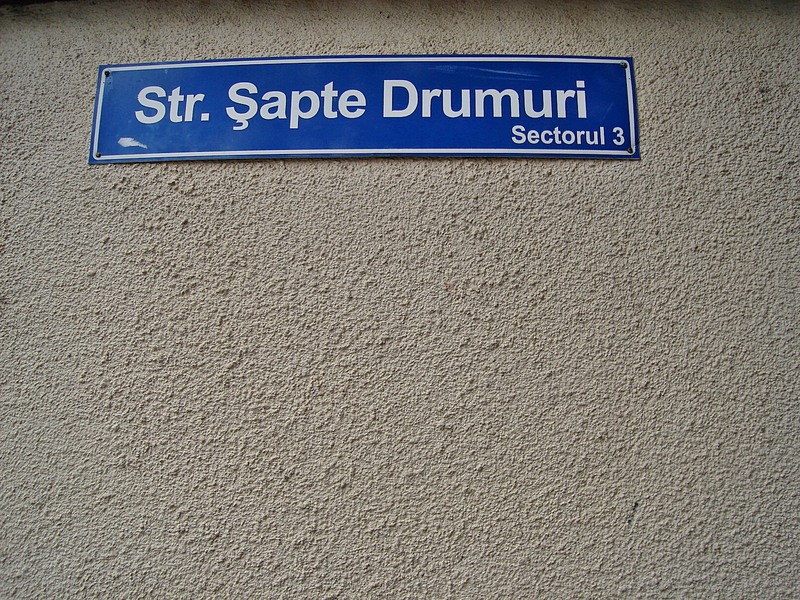 Str. Şapte Drumuri
Sectorul 3